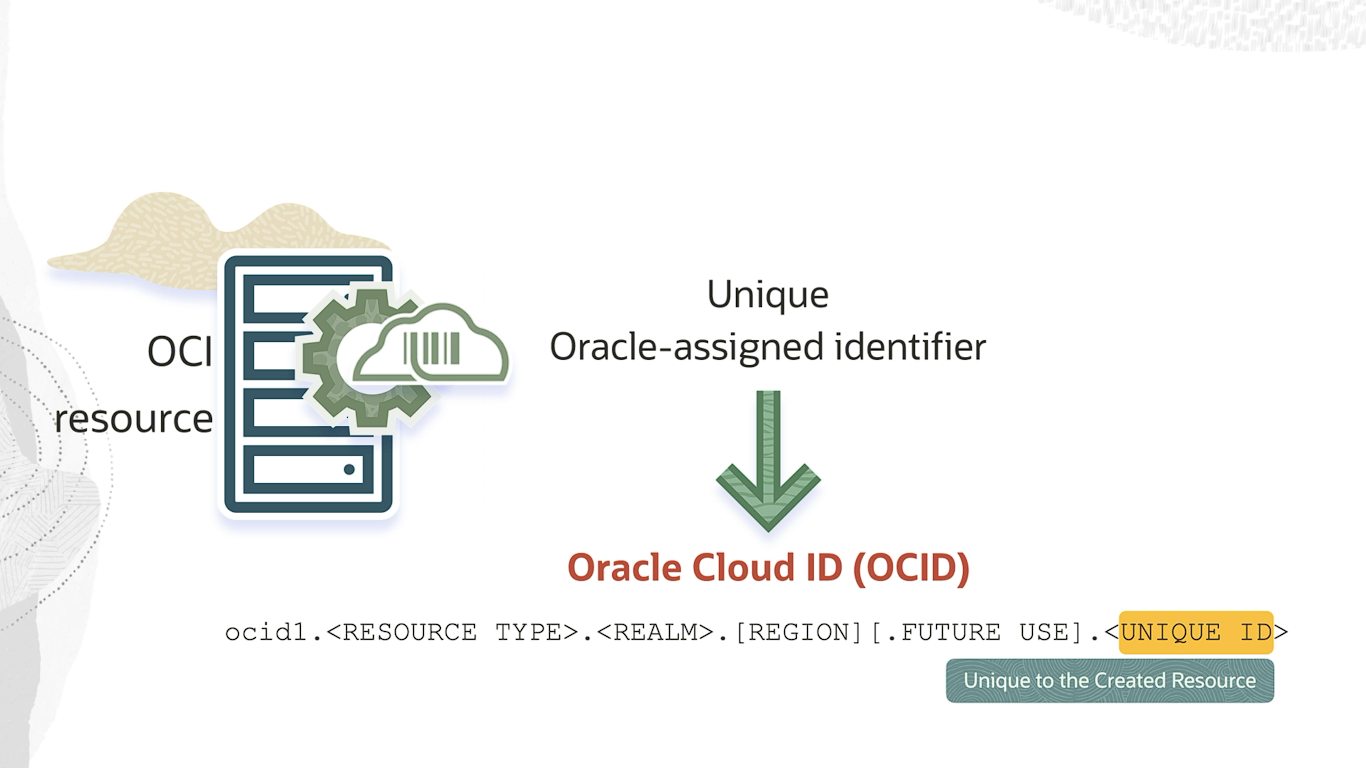 OCI
resource
Unique
Oracle-assigned identifier
Oracle Cloud ID (OCID)
ocid1.<RESOURCE TYPE>.<REALM>.[REGION][.FUTURE USE].<UNIQUE ID>
Unique to the Created Resource